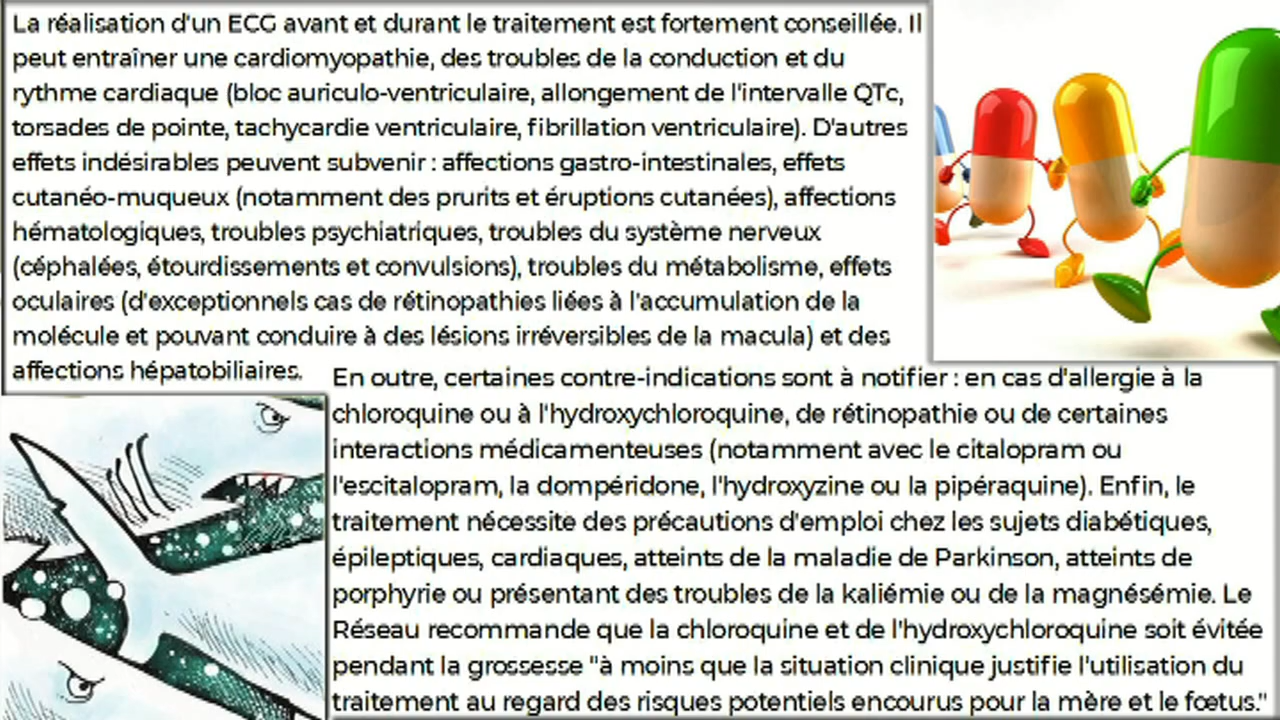 La réalisation d'un ECG avant et durant le traitement est fortement conseillée. Il
peut entraîner une cardiomyopathie, des troubles de la conduction et du
rythme cardiaque (bloc auriculo-ventriculaire, allongement de l'intervalle QTc,
torsades de pointe, tachycardie ventriculaire, fibrillation ventriculaire). D'autres
effets indésirables peuvent subvenir : affections gastro-intestinales, effets
cutanéo-muqueux (notamment des prurits et éruptions cutanées), affections
hématologiques, troubles psychiatriques, troubles du système nerveux
(céphalées, étourdissements et convulsions), troubles du métabolisme, effets
oculaires (d'exceptionnels cas de rétinopathies liées à l'accumulation de la
molécule et pouvant conduire à des lésions irréversibles de la macula) et des
affections hépatobiliaires.
En outre, certaines contre-indications sont à notifier : en cas d'allergie à la
chloroquine ou à l'hydroxychloroquine, de rétinopathie ou de certaines
interactions médicamenteuses (notamment avec le citalopram ou
l'escitalopram, la dompéridone, l'hydroxyzine ou la pipéraquine). Enfin, le
traitement nécessite des précautions d'emploi chez les sujets diabétiques,
épileptiques, cardiaques, atteints de la maladie de Parkinson, atteints de
porphyrie ou présentant des troubles de la kaliémie ou de la magnésémie. Le
Réseau recommande que la chloroquine et de l'hydroxychloroquine soit évitée
pendant la grossesse "à moins que la situation clinique justifie l'utilisation du
traitement au regard des risques potentiels encourus pour la mère et le fœtus."